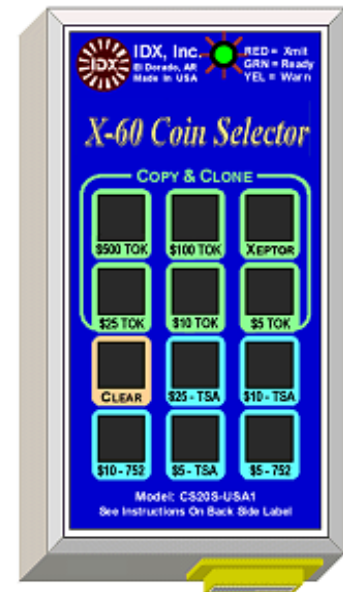 IDX
IDX, Inc.
El Dorado, AR
Made In USA
RED = Xmit
GRN = Ready
YEL = Warn
X-60 Coin Selector
COPY & CLONE
$500 TOK
$100 TOK
XEPTOR
$25 TOK
$10 TOK
$5 TOK
CLEAR
$25 - TSA
$10 - TSA
$10 - 752
$5 - TSA
$5 - 752
Model: CS20S-USA1
See Instructions On Back Side Label